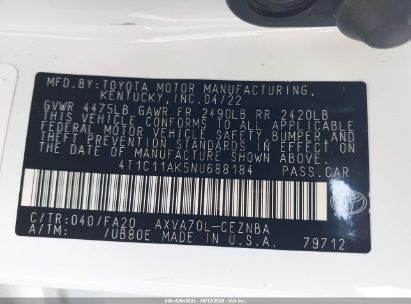 MFD.BY:TOYOTA MOTOR MANUFACTURING,
KENTUCKY, INC.04/22
GVWR 4475LB GAWR FR 2490LB RR 2420LB
THIS VEHICLE CONFORMS TO ALL APPLICABLE
FEDERAL MOTOR VEHICLE SAFETY, BUMPER, AND
THEFT PREVENTION STANDARDS IN EFFECT ON
THE DATE OF MANUFACTURE SHOWN ABOVE.
4T1C11AK5NU688184 PASS.CAR
C/TR:040/FA20 AXVA70L-CEZNBA
A/TM: /UB80E MADE IN U.S.A. 79712